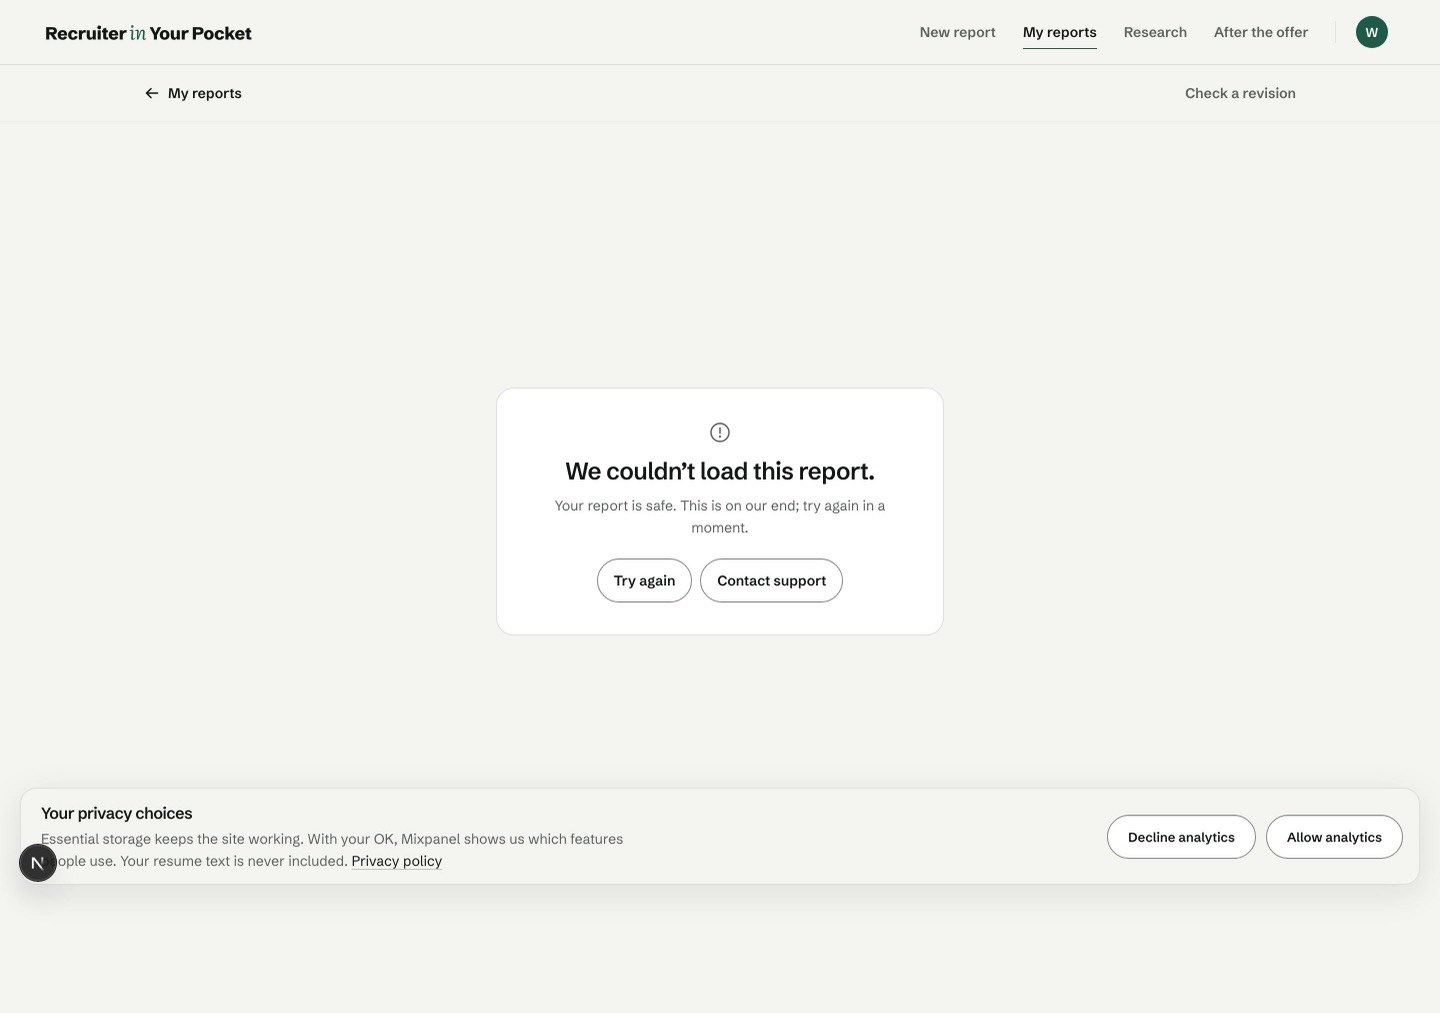 Recruiter in Your Pocket
New report
My reports
Research
After the offer
W
← My reports
Check a revision
We couldn’t load this report.
Your report is safe. This is on our end; try again in a
moment.
Try again
Contact support
Your privacy choices
Essential storage keeps the site working. With your OK, Mixpanel shows us which features
people use. Your resume text is never included. Privacy policy
N
Decline analytics
Allow analytics